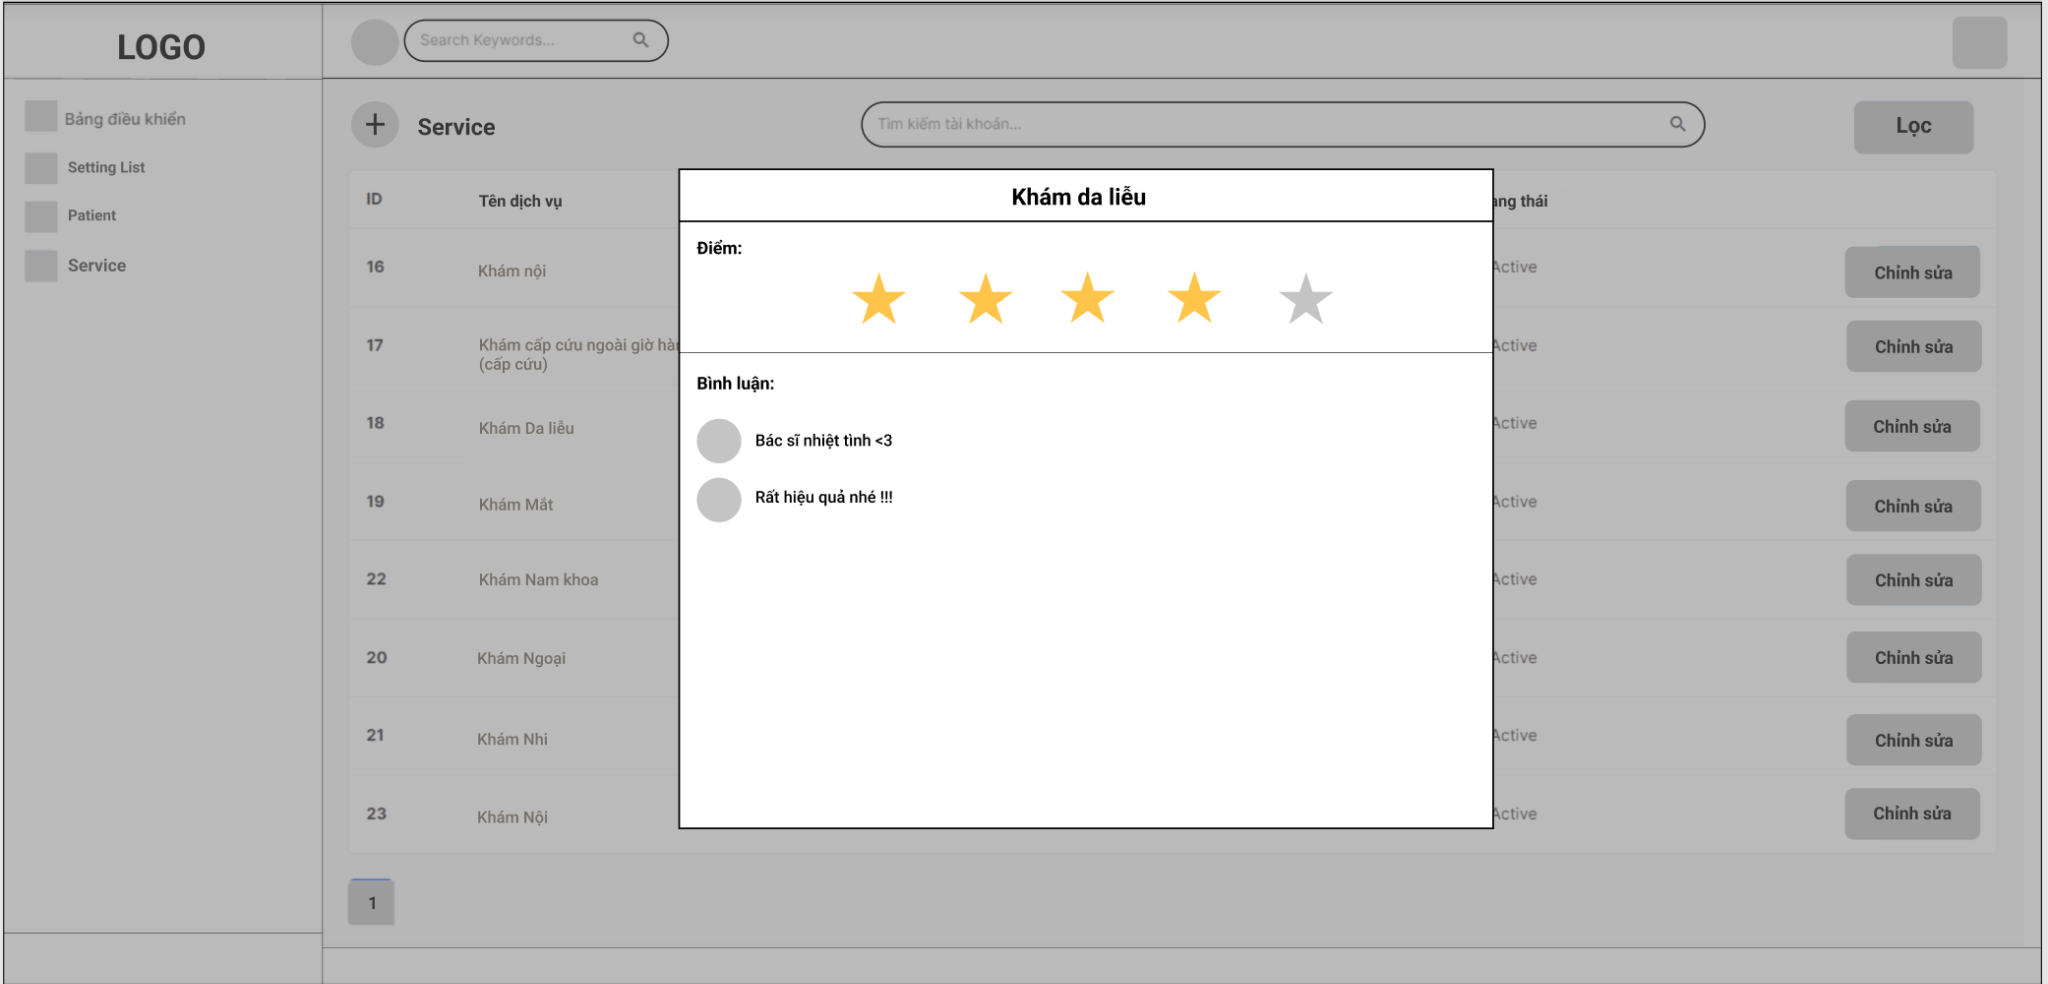 LOGO
Search Keywords...
Bảng điều khiển
Setting List
Patient
Service
Service
Tìm kiếm tài khoản...
Lọc
ID
Tên dịch vụ
16
Khám nội
Active
Chỉnh sửa
17
Khám cấp cứu ngoài giờ
(cấp cứu)
Active
Chỉnh sửa
18
Khám Da liễu
Active
Chỉnh sửa
19
Khám Mắt
Active
Chỉnh sửa
22
Khám Nam khoa
Active
Chỉnh sửa
20
Khám Ngoại
Active
Chỉnh sửa
21
Khám Nhi
Active
Chỉnh sửa
23
Khám Nội
Active
Chỉnh sửa
1
Khám da liễu
Điểm:
Bình luận:
Bác sĩ nhiệt tình <3
Rất hiệu quả nhé !!!
thái